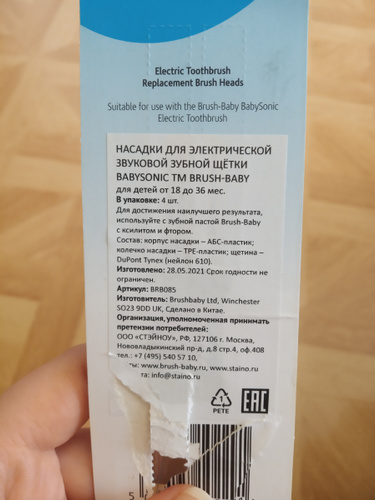 Electric Toothbrush
Replacement Brush Heads
Suitable for use with the Brush-Baby BabySonic
Electric Toothbrush
НАСАДКИ ДЛЯ ЭЛЕКТРИЧЕСКОЙ
ЗВУКОВОЙ ЗУБНОЙ ЩЁТКИ
BABYSONIC TM BRUSH-BABY
для детей от 18 до 36 мес.
В упаковке: 4 шт.
Для достижения наилучшего результата,
используйте с зубной пастой Brush-Baby
с ксилитом и фтором.
Состав: корпус насадки – АБС-пластик;
колечко насадки – TPE-пластик; щетина –
DuPont Tynex (нейлон 610).
Изготовлено: 28.05.2021 Срок годности не
ограничен.
Артикул: BRB085
Изготовитель: Brushbaby Ltd, Winchester
SO23 9DD UK, Сделано в Китае.
Организация, уполномоченная принимать
претензии потребителей:
ООО «СТЭЙНОУ», РФ, 127106 г. Москва,
Нововладыкинский пр-д, д.8 стр.4, оф.408
тел.: +7 (495) 540 57 10,
www.brush-baby.ru, www.staino.ru
info@staino.ru
1
PETE
EAC
5